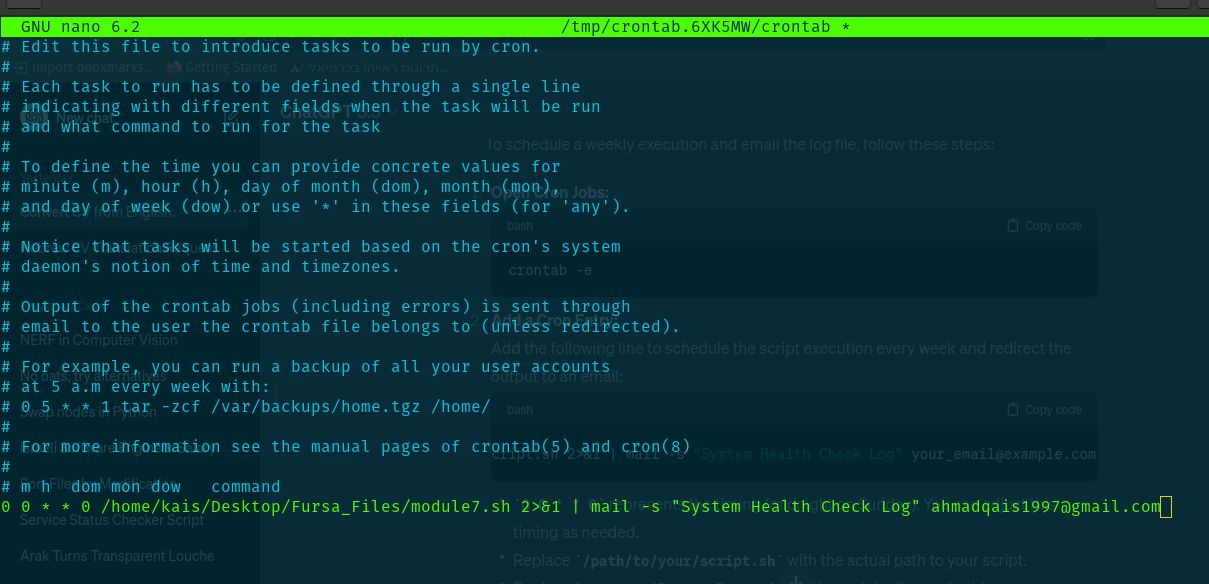 GNU nano 6.2 /tmp/crontab.6XK5MW/crontab *
# Edit this file to introduce tasks to be run by cron.
#
Import bookmarks... Getting Started
# Each task to run has to be defined through a single line
# indicating with different fields when the task will be run
New chat ChatGPT 3.5
# and what command to run for the task
#
To schedule a weekly execution and email the log file, follow these steps:
# To define the time you can provide concrete values for
# minute (m), hour (h), day of month (dom), month (mon),
Open Cron Jobs:
# and day of week (dow) or use '*' in these fields (for 'any').
Convert CV from English.
#
bash Copy code
# Notice that tasks will be started based on the cron's system
# daemon's notion of time and timezones.
crontab -e
#
# Output of the crontab jobs (including errors) is sent through
# email to the user the crontab file belongs to (unless redirected).
2. Add a Cron Entry:
NERF in Computer Vision
#
Add the following line to schedule the script execution every week and redirect the
# For example, you can run a backup of all your user accounts
output to an email:
No oats, try alternatives
# at 5 a.m every week with:
# 0 5 * * 1 tar -zcf /var/backups/home.tgz /home/
Swap nodes in Python
bash Copy code
#
# For more information see the manual pages of crontab(5) and cron(8)
cript.sh 2>&1 | mail -s "System Health Check Log" your_email@example.com
#
# m h  dom mon dow   command
0 0 * * 0 /home/kais/Desktop/Fursa_Files/module7.sh 2>&1 | mail -s "System Health Check Log" ahmadqais1997@gmail.com
Service Status Checker Script
timing as needed.
Arak Turns Transparent Louche
• Replace `/path/to/your/script.sh` with the actual path to your script.